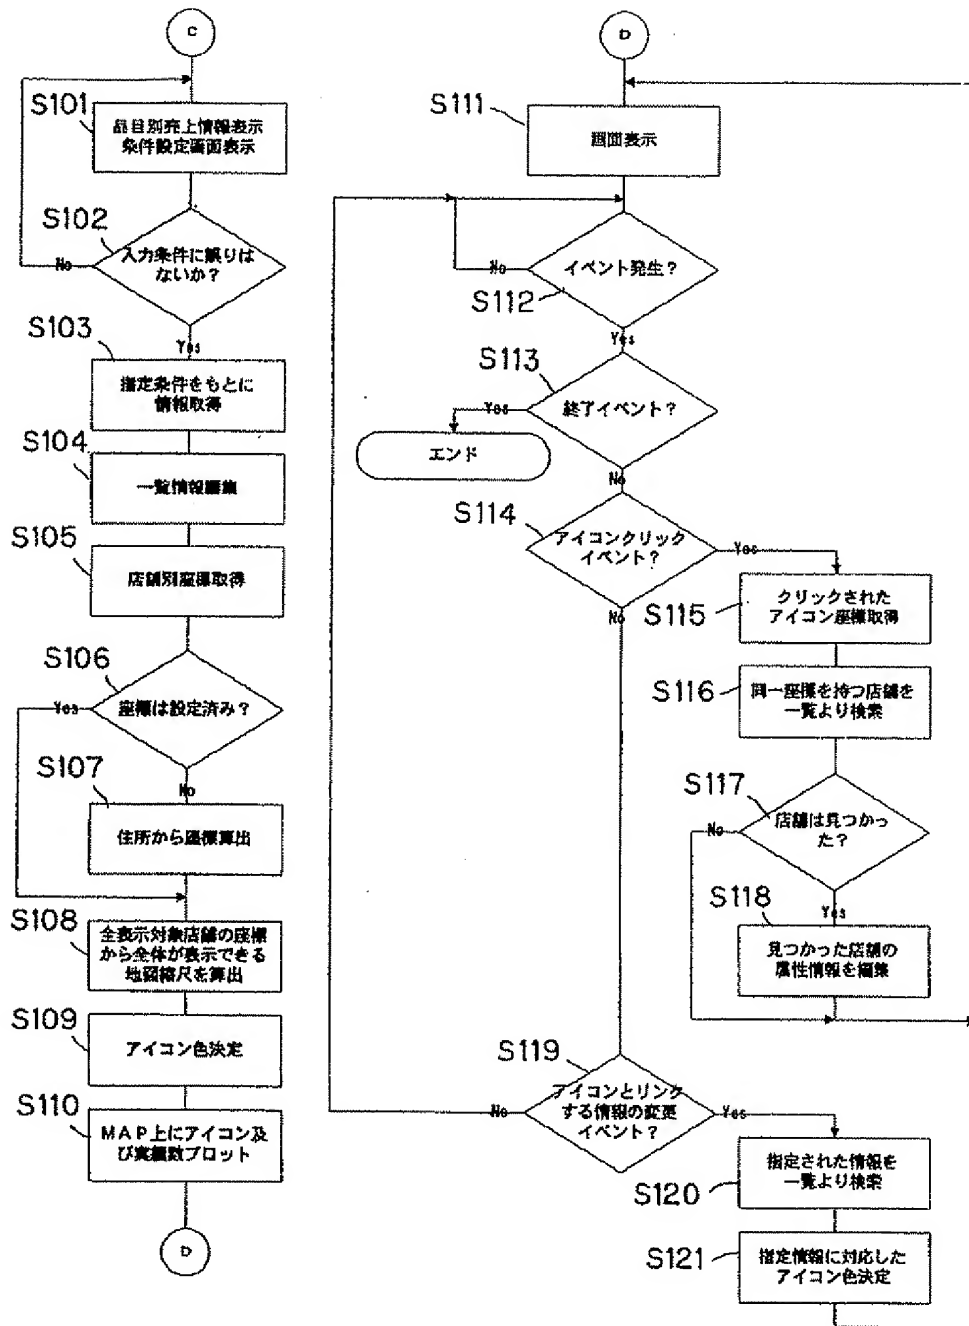 C
S101
品目別売上情報表示
条件設定画面表示
S102
入力条件に誤りは
ないか?
No
Yes
S103
指定条件をもとに
情報取得
S104
一覧情報編集
S105
店舗別座標取得
S106
座標は設定済み?
Yes
No
S107
住所から座標算出
S108
全表示対象店舗の座標
から全体が表示できる
地図縮尺を算出
S109
アイコン色決定
S110
MAP上にアイコン及
び実績数プロット
D
D
S111
画面表示
イベント発生?
No
S112
Yes
S113
終了イベント?
Yes
エンド
No
S114
アイコンクリック
イベント?
Yes
No
S115
クリックされた
アイコン座標取得
S116
同一座標を持つ店舗を
一覧より検索
S117
店舗は見つかっ
た?
No
Yes
S118
見つかった店舗の
属性情報を編集
S119
アイコンとリンク
する情報の変更
イベント?
No
Yes
S120
指定された情報を
一覧より検索
S121
指定情報に対応した
アイコン色決定